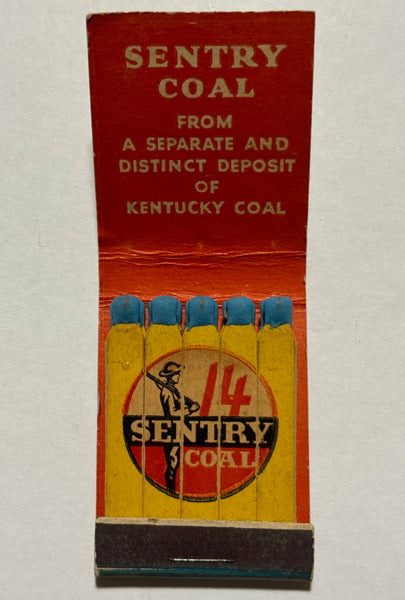 SENTRY
COAL
FROM
A SEPARATE AND
DISTINCT DEPOSIT
OF
KENTUCKY COAL
14
SENTRY
COAL